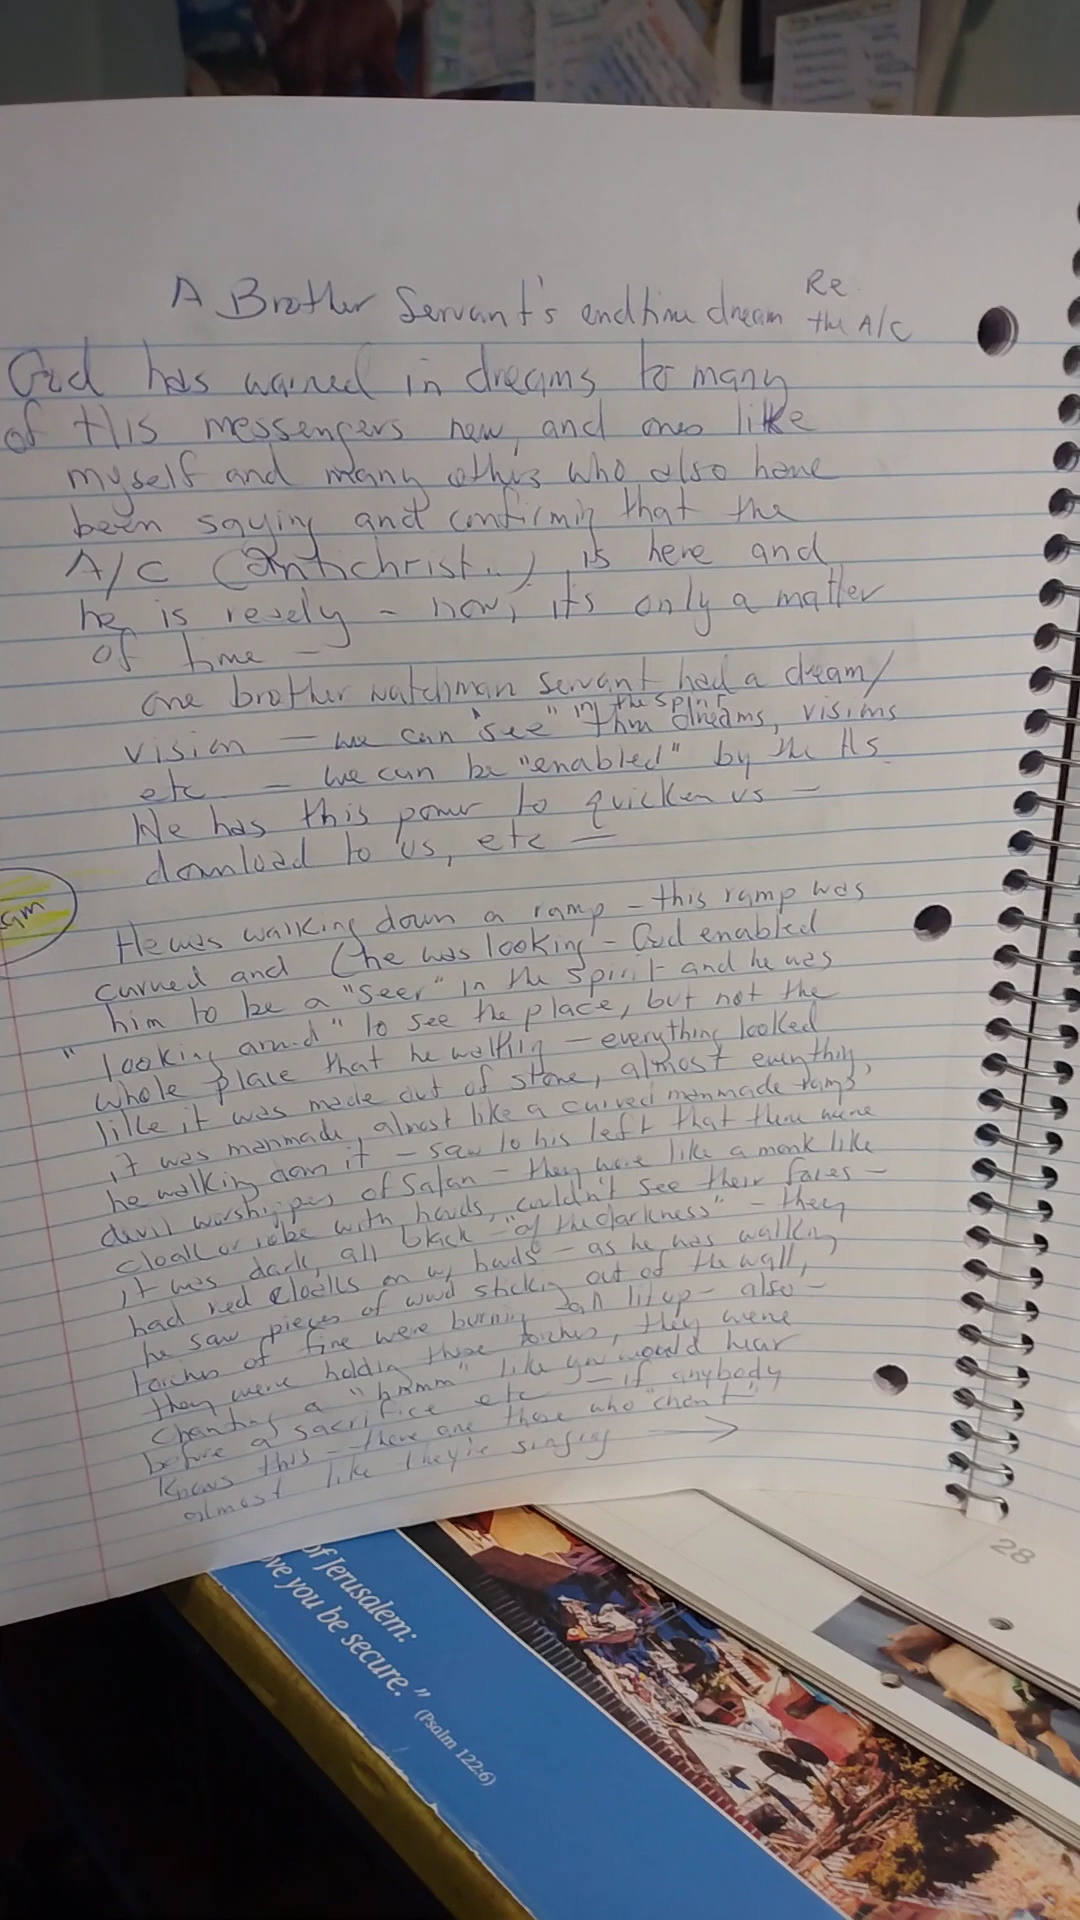 A Brother Servant's endtime dream Re the A/C
God has warned in dreams to many
of His messengers now, and ones like
myself and many others who also have
been saying and confirming that the
A/C (Antichrist..) is here and
he is ready - now, it's only a matter
of time -
one brother watchman servant had a dream/
vision - we can "see" in the spirit thru dreams, visions
etc - we can be "enabled" by the HS
He has this power to quicken us -
download to us, etc -
He was walking down a ramp - this ramp was
curved and (he was looking - God enabled
him to be a "seer" in the spirit and he was
"looking around" to see the place, but not the
whole place that he walking - everything looked
like it was made out of stone, almost everything,
it was manmade, almost like a curved manmade ramp,
he walking down it - saw to his left that there were
devil worshippers of Satan - they were like a monk like
cloak or robe with hoods, couldn't see their faces -
it was dark, all black - "of the darkness" - they
had red cloaks on w/ hoods - as he was walking
he saw pieces of wood sticking out of the wall,
torches of fire were burning all lit up - also -
they were holding those torches, they were
chanting a "hmmm" like you would hear
before a sacrifice etc - if anybody
knows this - there are those who "chant"
almost like they're singing →
28
of Jerusalem:
ove you be secure."
(Psalm 122:6)